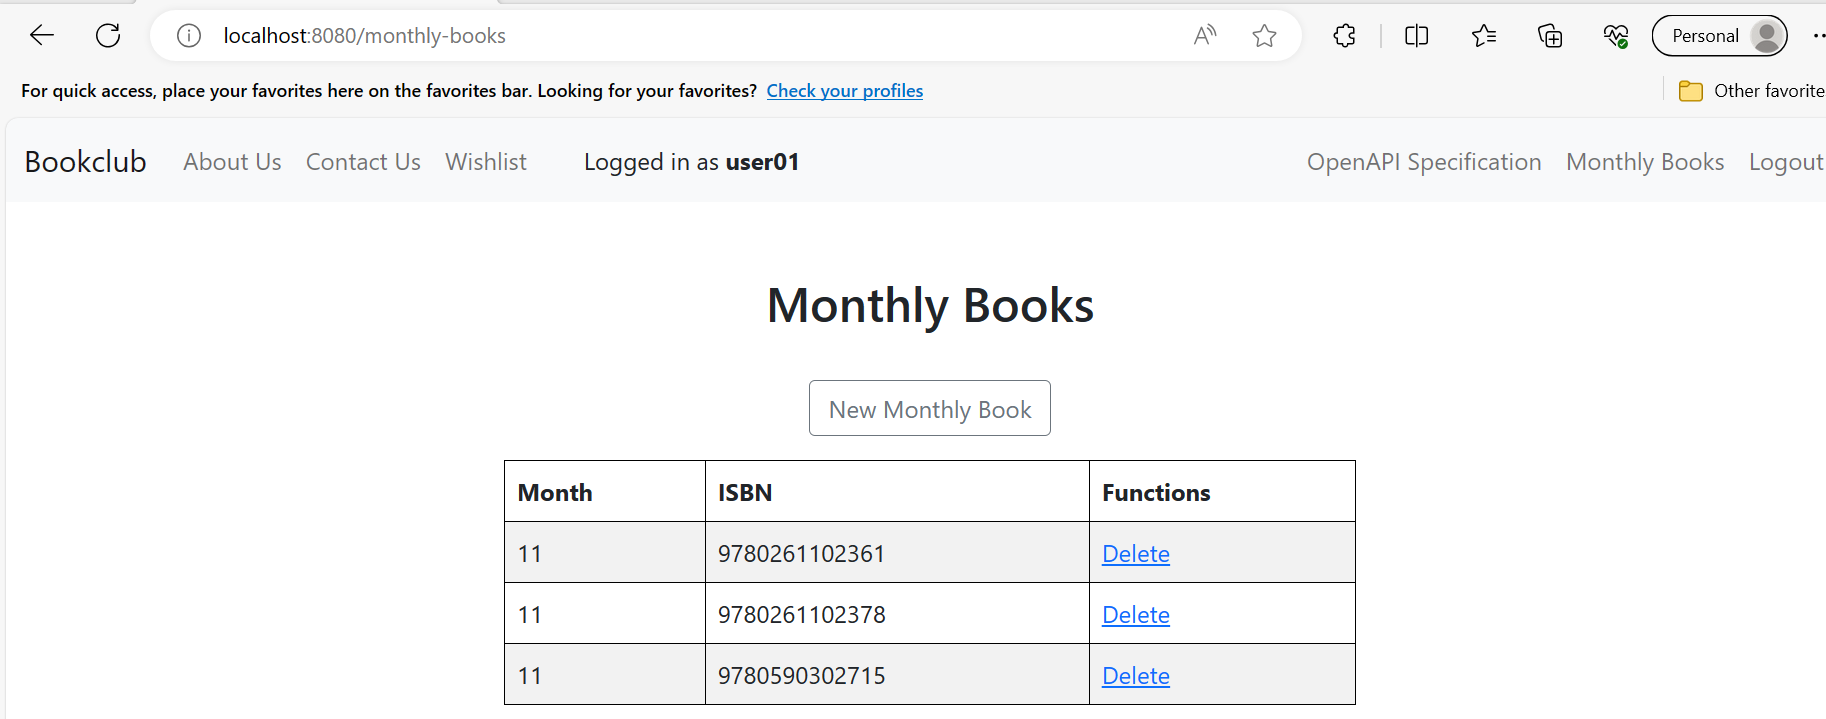 localhost:8080/monthly-books
Personal
For quick access, place your favorites here on the favorites bar. Looking for your favorites? Check your profiles
Other favorite
Bookclub About Us Contact Us Wishlist Logged in as user01 OpenAPI Specification Monthly Books Logout
Monthly Books
New Monthly Book
Month ISBN Functions
11 9780261102361 Delete
11 9780261102378 Delete
11 9780590302715 Delete